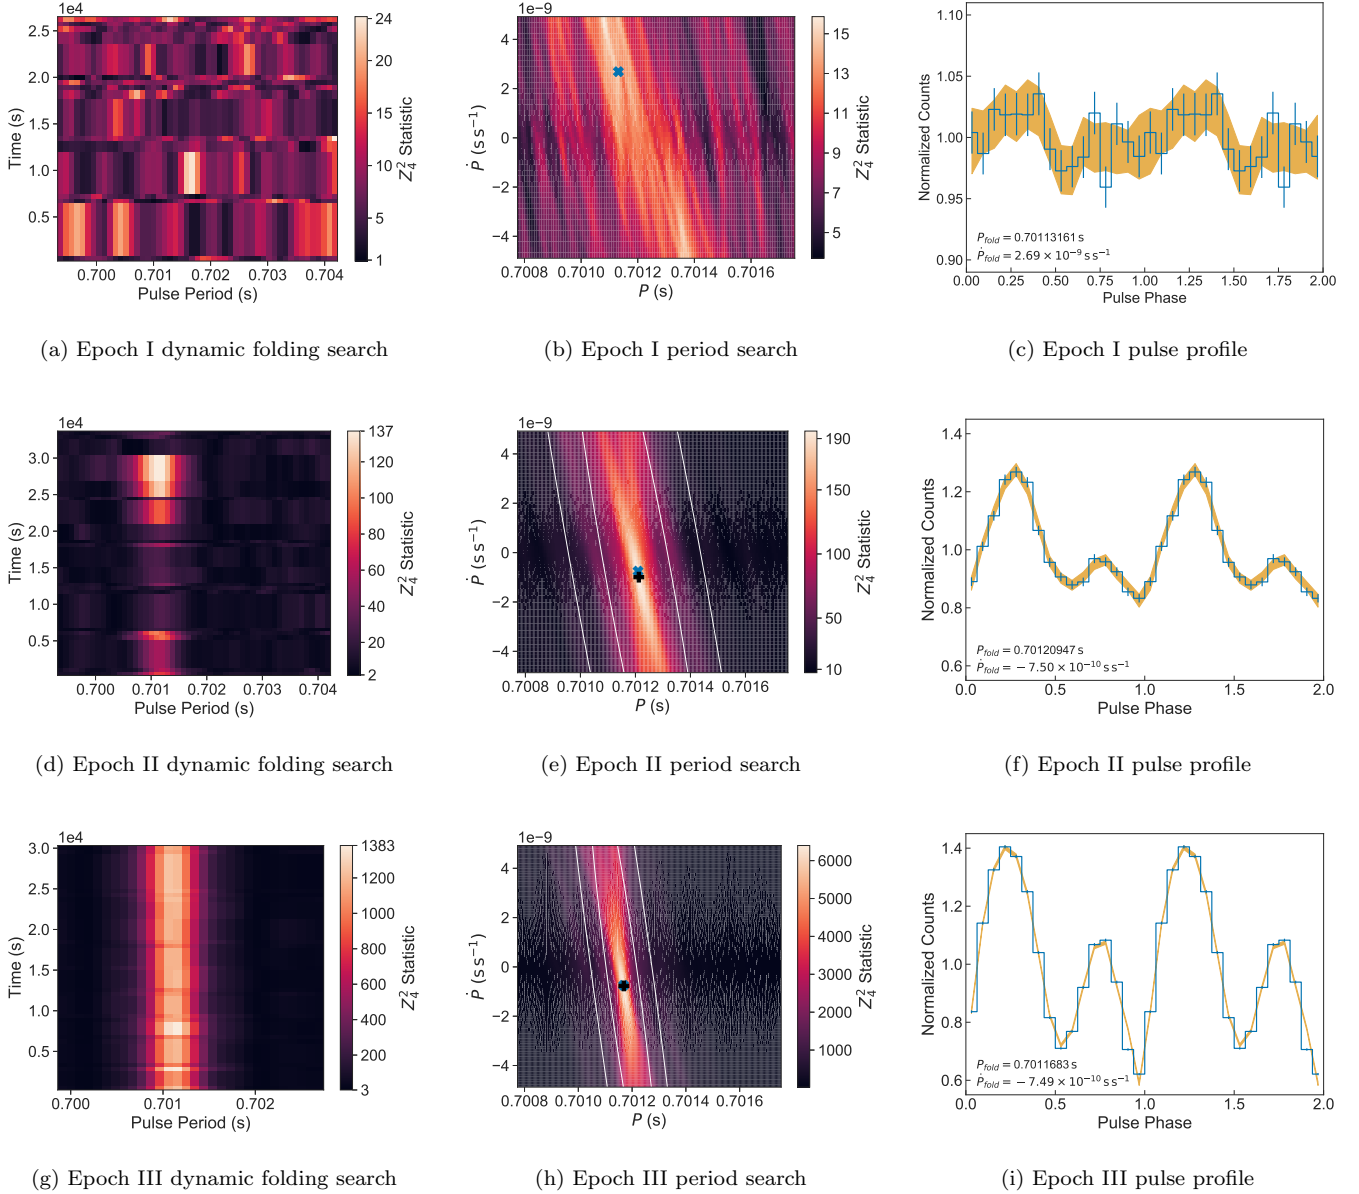 1e4
2.5
2.0
1.5
1.0
0.5
Time (s)
0.700 0.701 0.702 0.703 0.704
Pulse Period (s)
24
20
15
10
5
1
Z₄² Statistic
(a) Epoch I dynamic folding search
1e−9
4
2
0
−2
−4
Ṗ (s s⁻¹)
0.7008 0.7010 0.7012 0.7014 0.7016
P (s)
15
13
11
9
7
5
Z₄² Statistic
(b) Epoch I period search
1.10
1.05
1.00
0.95
0.90
Normalized Counts
P_fold = 0.70113161 s
Ṗ_fold = 2.69 × 10⁻⁹ s s⁻¹
0.00 0.25 0.50 0.75 1.00 1.25 1.50 1.75 2.00
Pulse Phase
(c) Epoch I pulse profile
1e4
3.0
2.5
2.0
1.5
1.0
0.5
Time (s)
0.700 0.701 0.702 0.703 0.704
Pulse Period (s)
137
120
100
80
60
40
20
2
Z₄² Statistic
(d) Epoch II dynamic folding search
1e−9
4
2
0
−2
−4
Ṗ (s s⁻¹)
0.7008 0.7010 0.7012 0.7014 0.7016
P (s)
190
150
100
50
10
Z₄² Statistic
(e) Epoch II period search
1.4
1.2
1.0
0.8
0.6
Normalized Counts
P_fold = 0.70120947 s
Ṗ_fold = −7.50 × 10⁻¹⁰ s s⁻¹
0.0 0.5 1.0 1.5 2.0
Pulse Phase
(f) Epoch II pulse profile
1e4
3.0
2.5
2.0
1.5
1.0
0.5
Time (s)
0.700 0.701 0.702
Pulse Period (s)
1383
1200
1000
800
600
400
200
3
Z₄² Statistic
(g) Epoch III dynamic folding search
1e−9
4
2
0
−2
−4
Ṗ (s s⁻¹)
0.7008 0.7010 0.7012 0.7014 0.7016
P (s)
6000
5000
4000
3000
2000
1000
Z₄² Statistic
(h) Epoch III period search
1.4
1.2
1.0
0.8
0.6
Normalized Counts
P_fold = 0.7011683 s
Ṗ_fold = −7.49 × 10⁻¹⁰ s s⁻¹
0.0 0.5 1.0 1.5 2.0
Pulse Phase
(i) Epoch III pulse profile